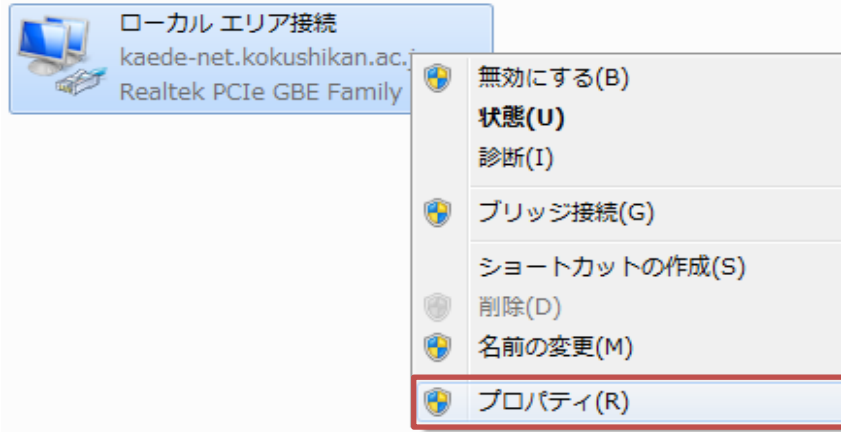 ローカル エリア接続
kaede-net.kokushikan.ac.j
Realtek PCIe GBE Family
無効にする(B)
状態(U)
診断(I)
ブリッジ接続(G)
ショートカットの作成(S)
削除(D)
名前の変更(M)
プロパティ(R)